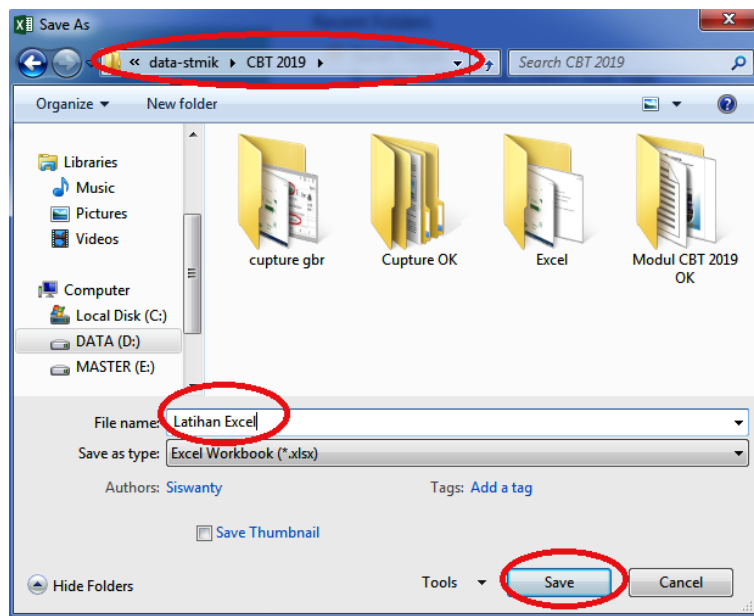 Save As
« data-stmik ▸ CBT 2019 ▸
Search CBT 2019
Organize
New folder
Libraries
Music
Pictures
Videos
Computer
Local Disk (C:)
DATA (D:)
MASTER (E:)
cupture gbr
Cupture OK
Excel
Modul CBT 2019
OK
File name: Latihan Excel
Save as type: Excel Workbook (*.xlsx)
Authors: Siswanty
Tags: Add a tag
Save Thumbnail
Hide Folders
Tools
Save
Cancel